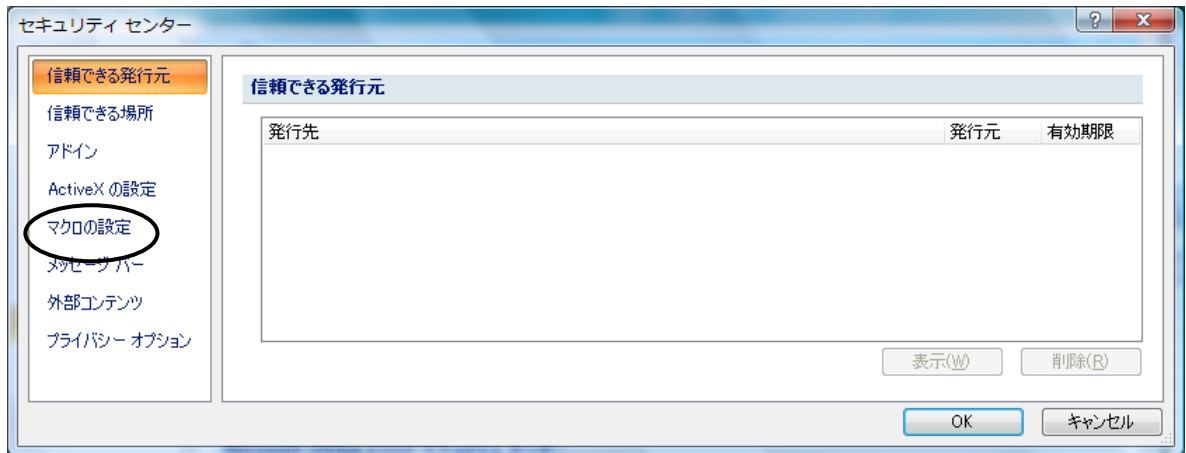 セキュリティ センター
信頼できる発行元
信頼できる場所
アドイン
ActiveX の設定
マクロの設定
メッセージ バー
外部コンテンツ
プライバシー オプション
信頼できる発行元
発行先 発行元 有効期限
表示(W) 削除(R)
OK キャンセル